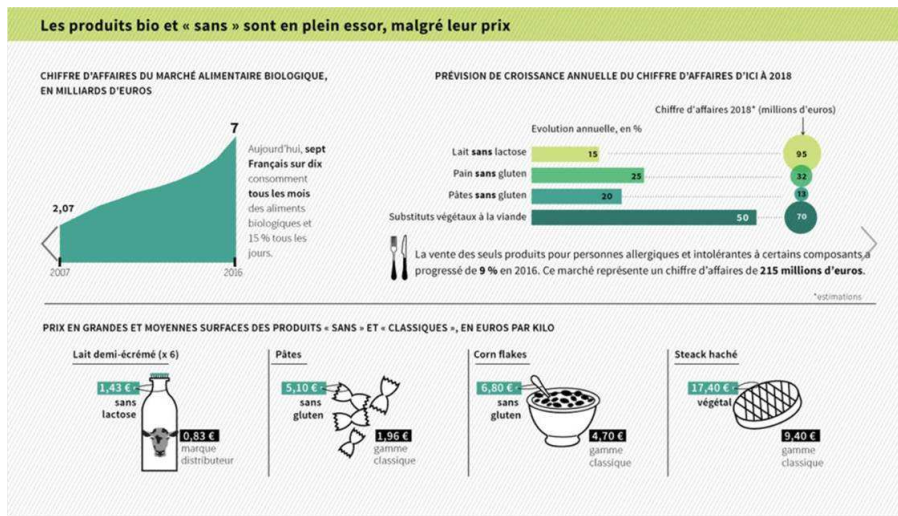 Les produits bio et « sans » sont en plein essor, malgré leur prix
CHIFFRE D'AFFAIRES DU MARCHÉ ALIMENTAIRE BIOLOGIQUE,
EN MILLIARDS D'EUROS
7
2,07
2007
2016
Aujourd'hui, sept
Français sur dix
consomment
tous les mois
des aliments
biologiques et
15 % tous les
jours.
PRÉVISION DE CROISSANCE ANNUELLE DU CHIFFRE D'AFFAIRES D'ICI À 2018
Chiffre d'affaires 2018* (millions d'euros)
Evolution annuelle, en %
Lait sans lactose 15 95
Pain sans gluten 25 32
Pâtes sans gluten 20 13
Substituts végétaux à la viande 50 70
La vente des seuls produits pour personnes allergiques et intolérantes à certains composants a
progressé de 9 % en 2016. Ce marché représente un chiffre d'affaires de 215 millions d'euros.
*estimations
PRIX EN GRANDES ET MOYENNES SURFACES DES PRODUITS « SANS » ET « CLASSIQUES », EN EUROS PAR KILO
Lait demi-écrémé (x 6)
1,43 €
sans
lactose
0,83 €
marque
distributeur
Pâtes
5,10 €
sans
gluten
1,96 €
gamme
classique
Corn flakes
6,80 €
sans
gluten
4,70 €
gamme
classique
Steack haché
17,40 €
végétal
9,40 €
gamme
classique